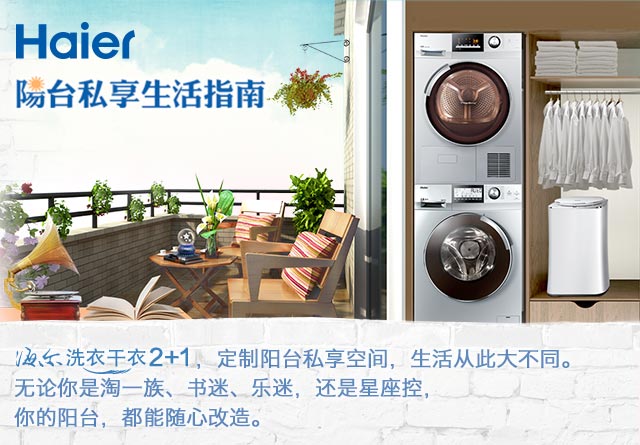 Haier
陽台私享生活指南
海尔洗衣干衣2+1，定制阳台私享空间，生活从此大不同。
无论你是淘一族、书迷、乐迷，还是星座控，
你的阳台，都能随心改造。